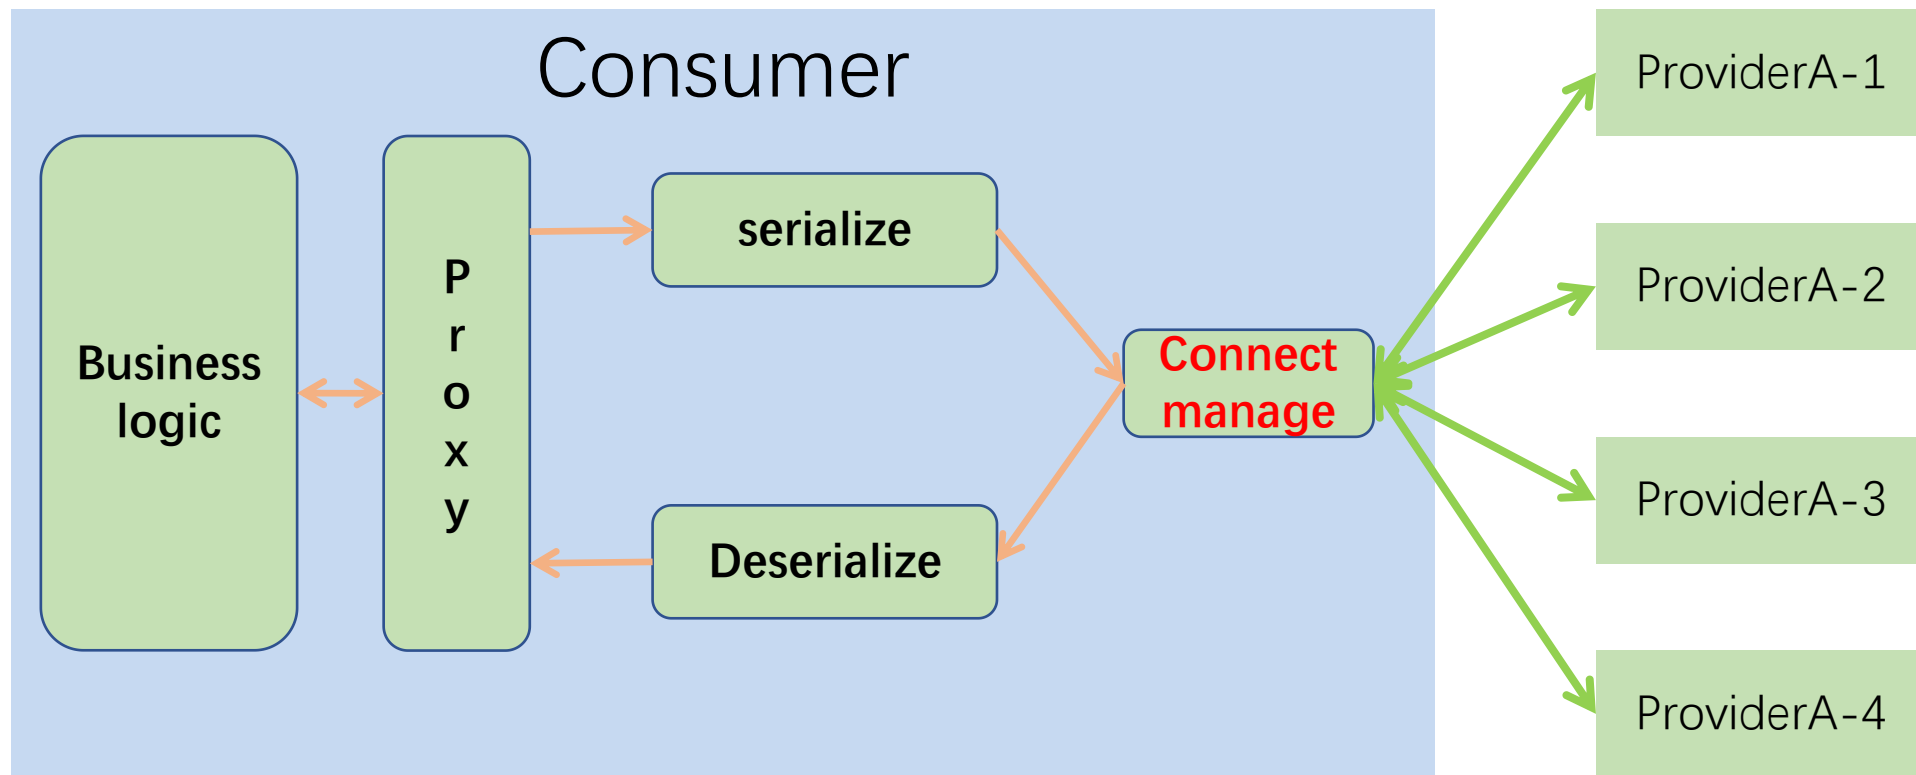 Consumer
Business
logic
P
r
o
x
y
serialize
Deserialize
Connect
manage
ProviderA-1
ProviderA-2
ProviderA-3
ProviderA-4